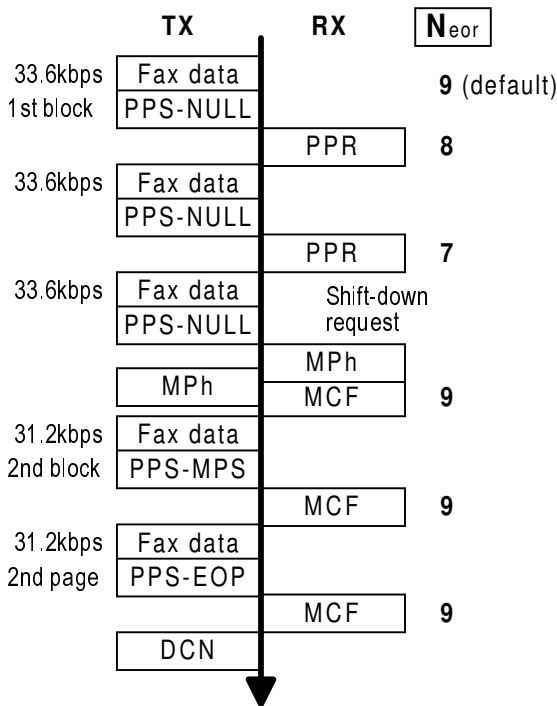 TX RX Neor
33.6kbps Fax data 9 (default)
1st block PPS-NULL
PPR 8
33.6kbps Fax data
PPS-NULL
PPR 7
33.6kbps Fax data Shift-down
PPS-NULL request
MPh
MPh MCF 9
31.2kbps Fax data
2nd block PPS-MPS
MCF 9
31.2kbps Fax data
2nd page PPS-EOP
MCF 9
DCN